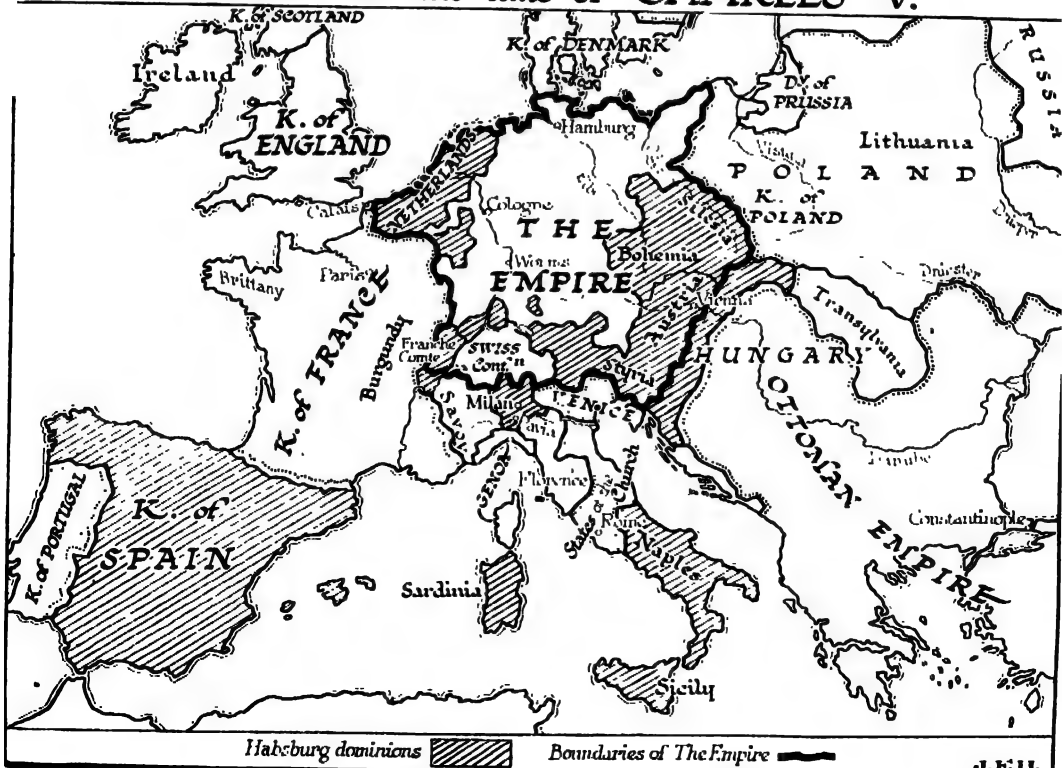 CHARLES V.
K. of SCOTLAND
Ireland
K. of
ENGLAND
K. of DENMARK
Dy. of
PRUSSIA
RUSSIA
Hamburg
Lithuania
POLAND
K. of
POLAND
Vistula
Dnieper
NETHERLANDS
Calais
Cologne
THE
EMPIRE
Worms
Silesia
Bohemia
Austria
Vienna
Dniester
Transylvania
HUNGARY
Brittany
Paris
K. of FRANCE
Burgundy
Franche
Comte
SWISS
Conf.n
Styria
Savoy
Milan
VENICE
GENOA
Florence
States of the Church
Rome
Naples
OTTOMAN EMPIRE
Danube
Constantinople
K. of PORTUGAL
K. of
SPAIN
Sardinia
Sicily
Habsburg dominions
Boundaries of The Empire